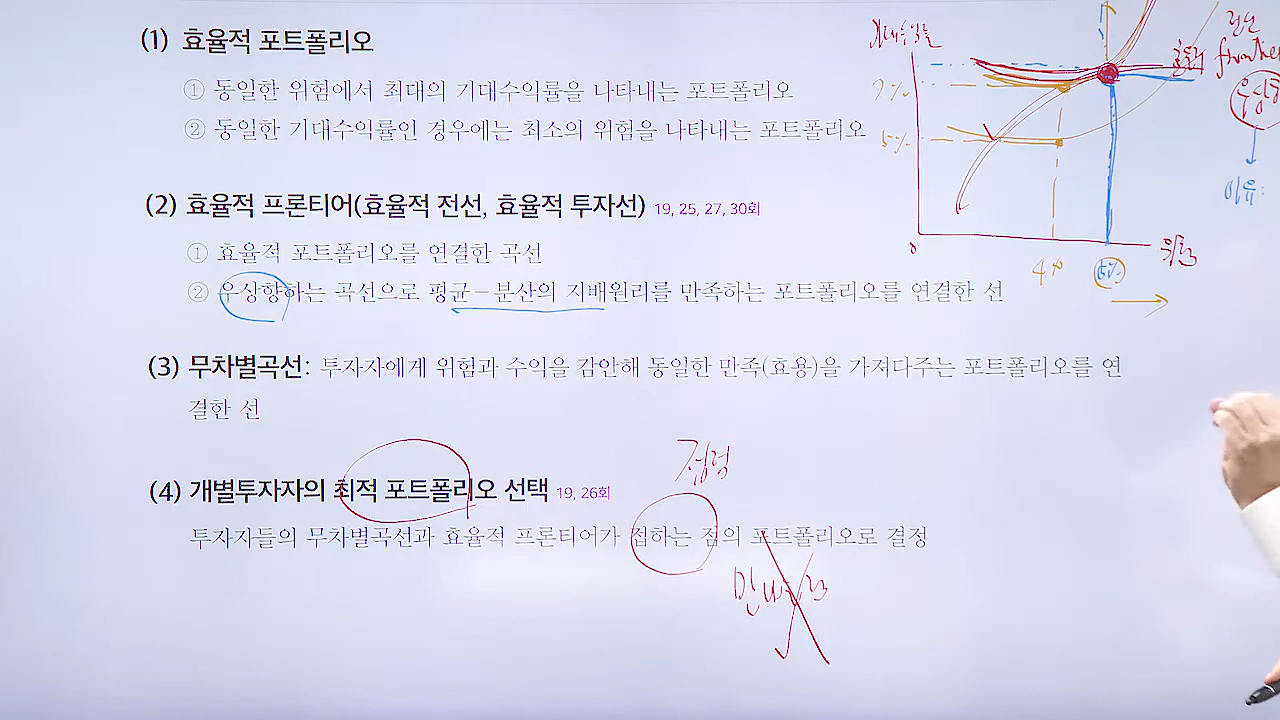 (1) 효율적 포트폴리오
① 동일한 위험에서 최대의 기대수익률을 나타내는 포트폴리오
② 동일한 기대수익률인 경우에는 최소의 위험을 나타내는 포트폴리오
(2) 효율적 프론티어(효율적 전선, 효율적 투자선) 19, 25, 27, 30회
① 효율적 포트폴리오를 연결한 곡선
② 우상향하는 곡선으로 평균－분산의 지배원리를 만족하는 포트폴리오를 연결한 선
(3) 무차별곡선: 투자자에게 위험과 수익을 감안해 동일한 만족(효용)을 가져다주는 포트폴리오를 연
결한 선
(4) 개별투자자의 최적 포트폴리오 선택 19, 26회
투자자들의 무차별곡선과 효율적 프론티어가 접하는 점의 포트폴리오로 결정
접점
7%
5%
0
4%
위험
전선
이유: